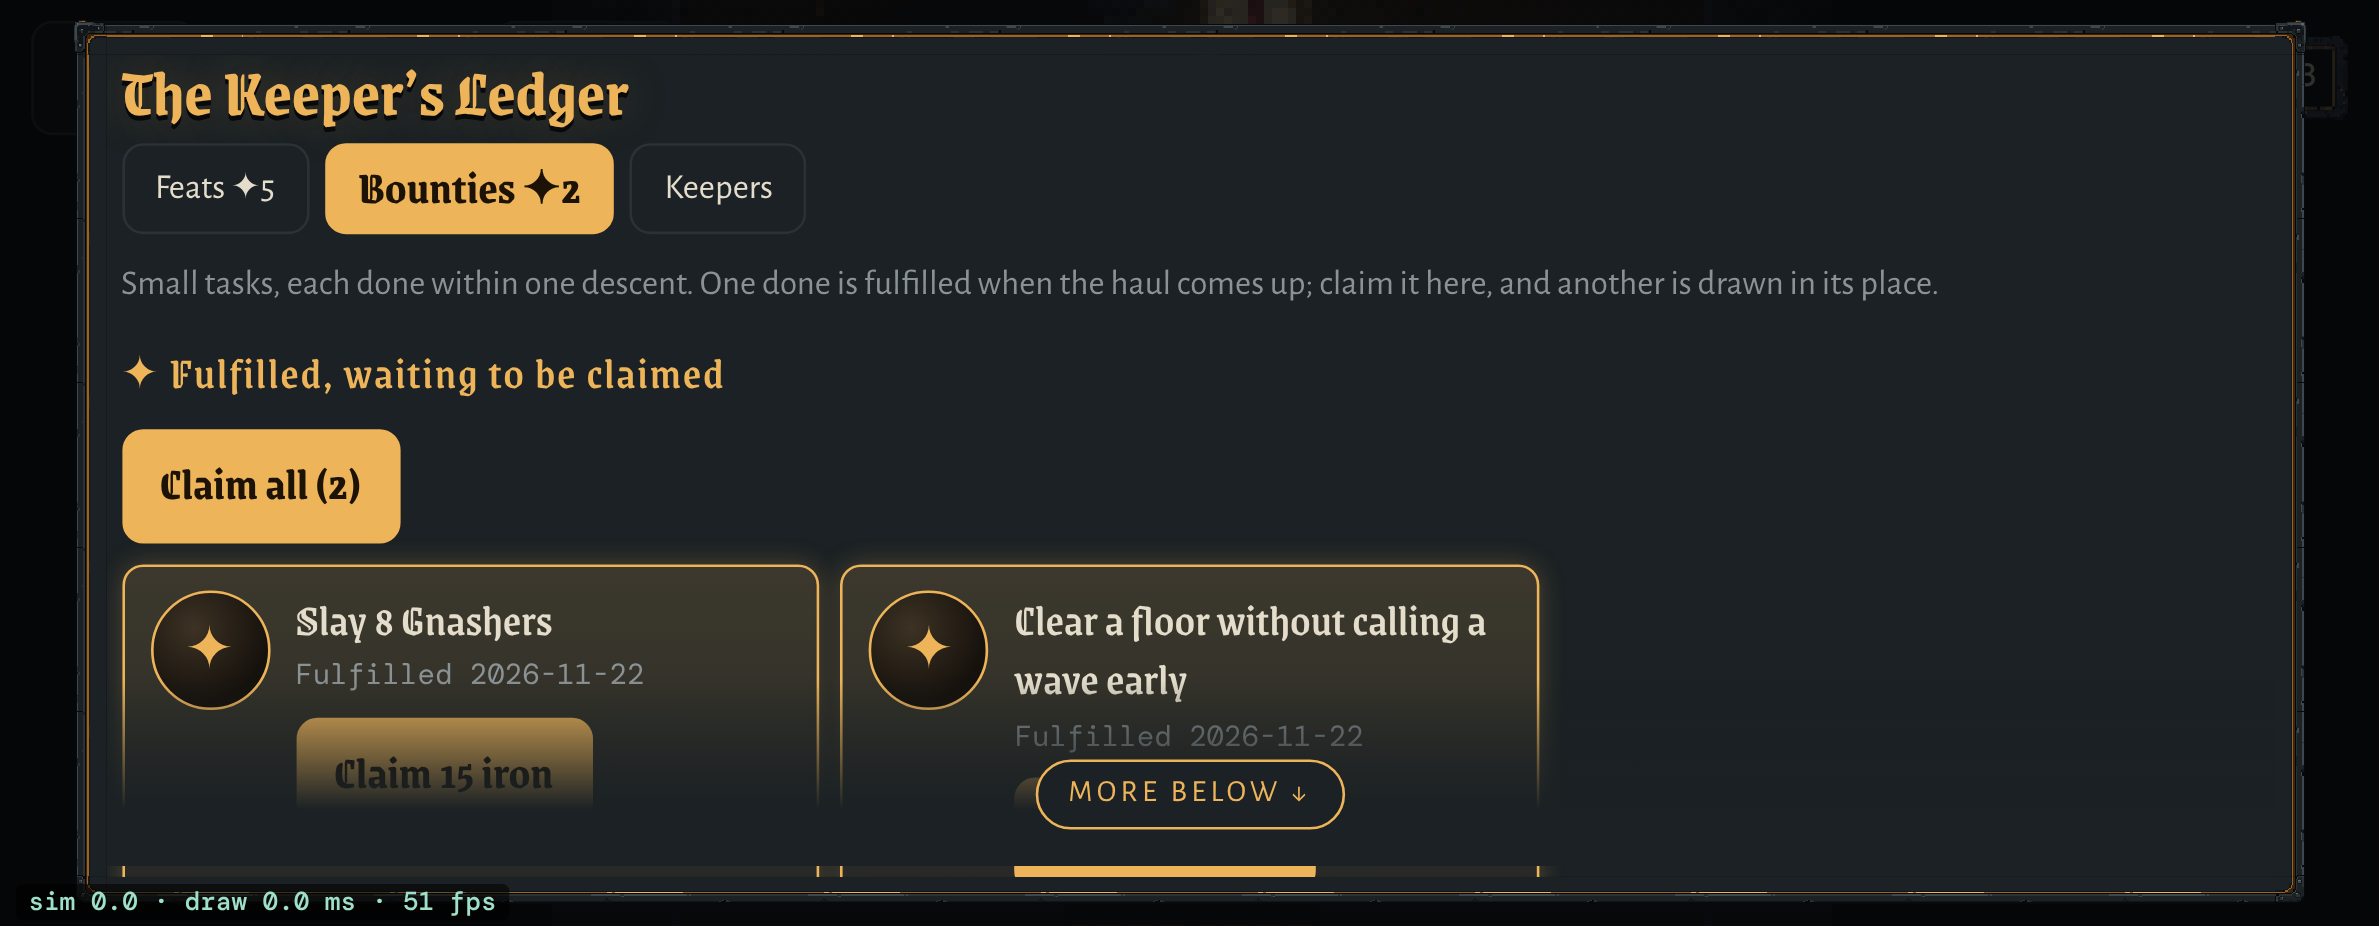 The Keeper's Ledger
Feats ✦5
Bounties ✦2
Keepers
3
Small tasks, each done within one descent. One done is fulfilled when the haul comes up; claim it here, and another is drawn in its place.
✦ Fulfilled, waiting to be claimed
Claim all (2)
Slay 8 Gnashers
Fulfilled 2026-11-22
Claim 15 iron
Clear a floor without calling a
wave early
Fulfilled 2026-11-22
MORE BELOW ↓
sim 0.0 · draw 0.0 ms · 51 fps